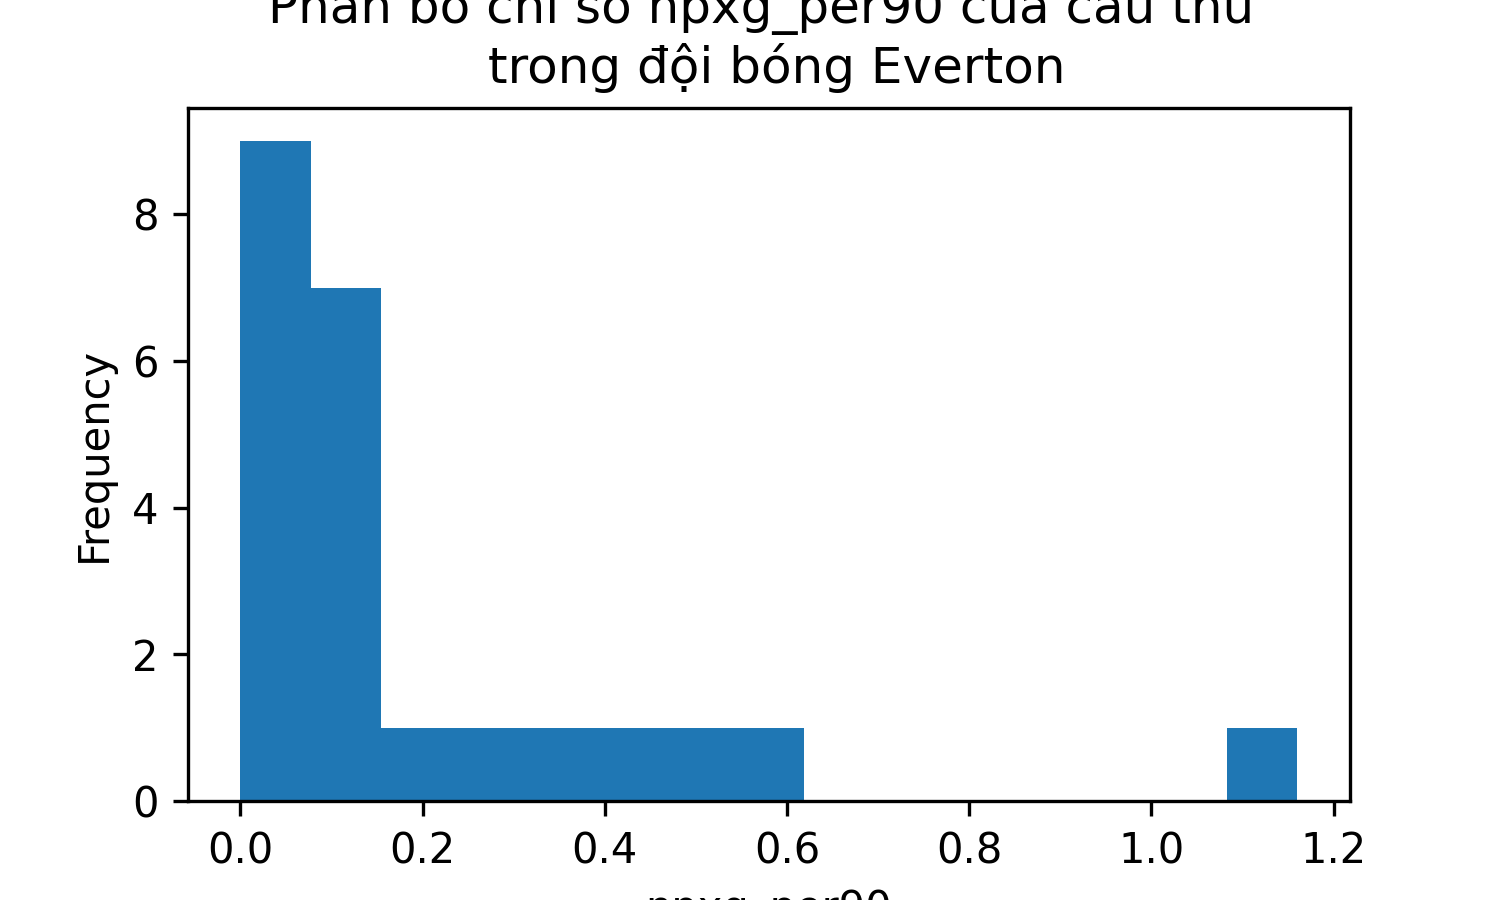 Phân bố chỉ số npxg_per90 của cầu thủ
trong đội bóng Everton
Frequency
8
6
4
2
0
0.0 0.2 0.4 0.6 0.8 1.0 1.2
npxg_per90